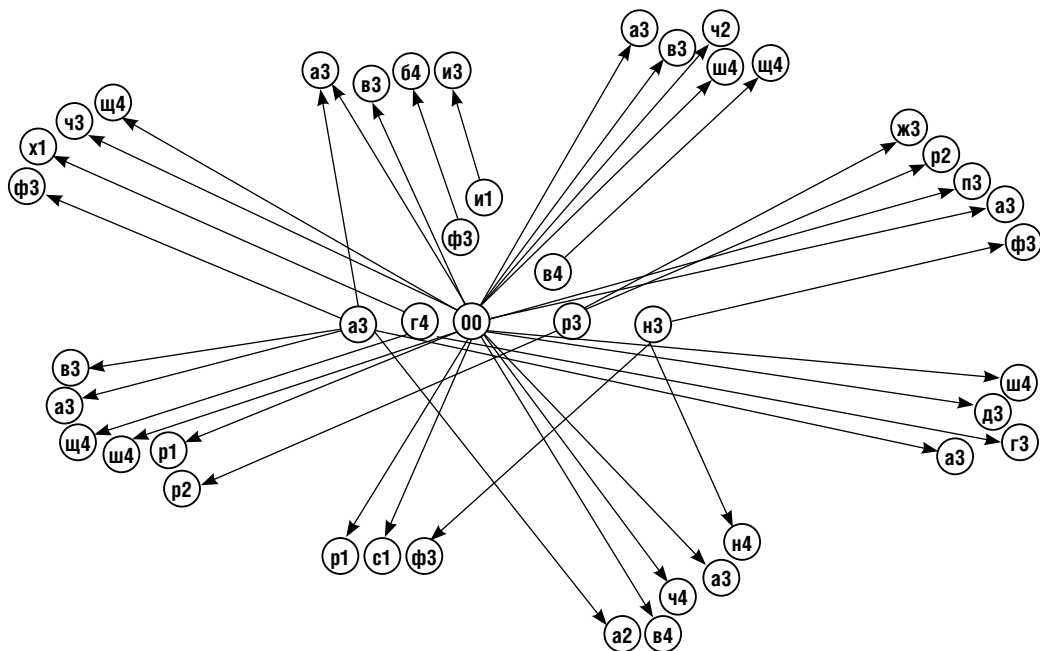 а3
ч2
в3
а3
в3
б4
и3
ш4
щ4
щ4
ч3
х1
ф3
ж3
р2
п3
а3
ф3
и1
ф3
в4
а3
г4
00
р3
н3
в3
а3
щ4
ш4
р1
р2
ш4
д3
г3
а3
р1
с1
ф3
н4
а3
ч4
а2
в4